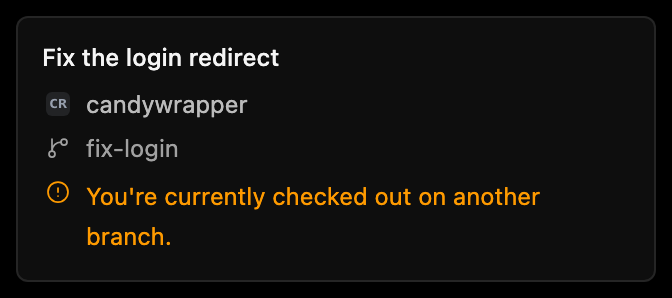 Fix the login redirect
CR candywrapper
fix-login
You're currently checked out on another
branch.